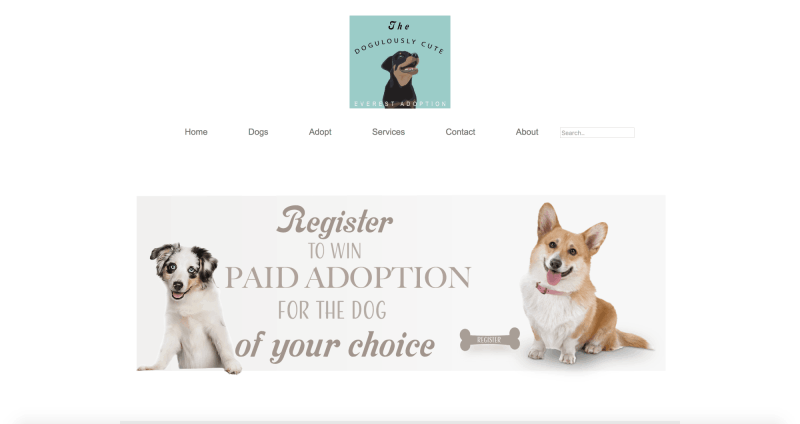 The
DOGULOUSLY CUTE
EVEREST ADOPTION
Home Dogs Adopt Services Contact About Search...
Register
TO WIN
PAID ADOPTION
FOR THE DOG
of your choice
REGISTER